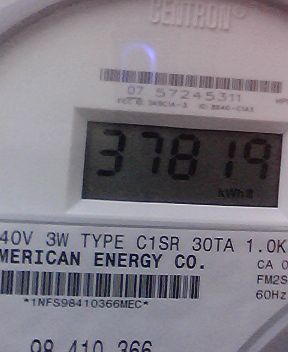 CENTRON®
07 57245311
37819
kWh
40V 3W TYPE C1SR 30TA 1.0K
MERICAN ENERGY CO.
CA 0
FM2S
60Hz
*1NFS98410366MEC*
98 410 366